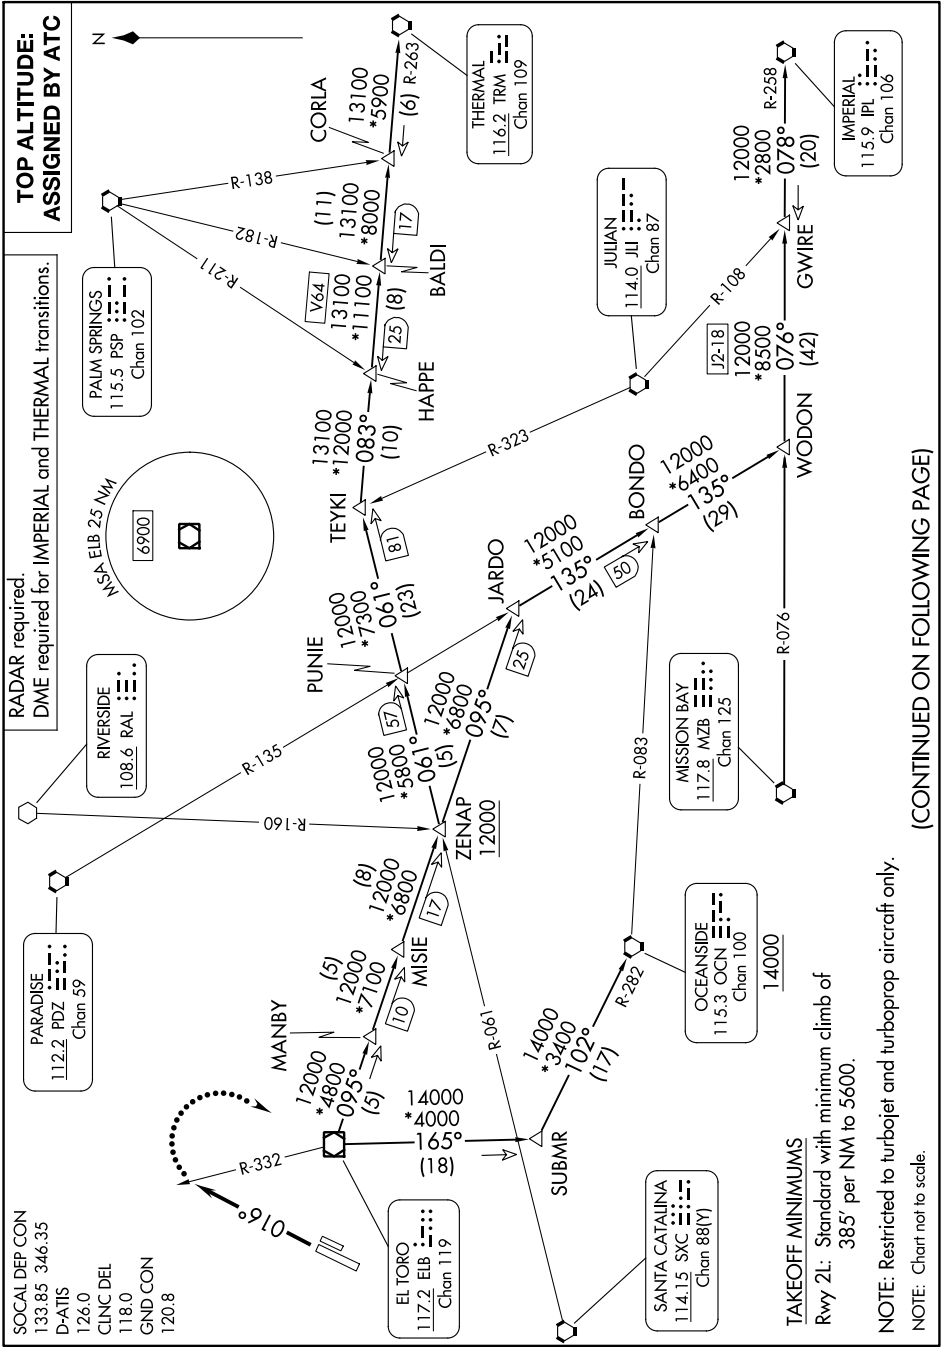 TOP ALTITUDE:
ASSIGNED BY ATC
RADAR required.
DME required for IMPERIAL and THERMAL transitions.
SOCAL DEP CON
133.85 346.35
D-ATIS
126.0
CLNC DEL
118.0
GND CON
120.8
N
MSA ELB 25 NM
6900
PARADISE
112.2 PDZ
Chan 59
RIVERSIDE
108.6 RAL
PALM SPRINGS
115.5 PSP
Chan 102
R-211
R-182
R-138
R-135
R-160
016°
R-332
EL TORO
117.2 ELB
Chan 119
12000
*4800
095°
(5)
MANBY
10
(5)
12000
*7100
MISIE
17
(8)
12000
*6800
ZENAP
12000
12000
*5800
061°
(5)
57
PUNIE
12000
*7300
061°
(23)
81
TEYKI
13100
*12000
083°
(10)
HAPPE
25
V64
13100
*11100
(8)
BALDI
17
(11)
13100
*8000
CORLA
13100
*5900
(6)
R-263
THERMAL
116.2 TRM
Chan 109
12000
*6800
095°
(7)
25
JARDO
12000
*5100
135°
(24)
50
BONDO
12000
*6400
135°
(29)
WODON
J2-18
12000
*8500
076°
(42)
GWIRE
12000
*2800
078°
(20)
R-258
IMPERIAL
115.9 IPL
Chan 106
JULIAN
114.0 JLI
Chan 87
R-323
R-108
14000
*4000
165°
(18)
SUBMR
14000
*3400
102°
(17)
R-282
R-061
R-083
R-076
SANTA CATALINA
114.15 SXC
Chan 88(Y)
OCEANSIDE
115.3 OCN
Chan 100
14000
MISSION BAY
117.8 MZB
Chan 125
TAKEOFF MINIMUMS
Rwy 2L: Standard with minimum climb of
385' per NM to 5600.
NOTE: Restricted to turbojet and turboprop aircraft only.
NOTE: Chart not to scale.
(CONTINUED ON FOLLOWING PAGE)